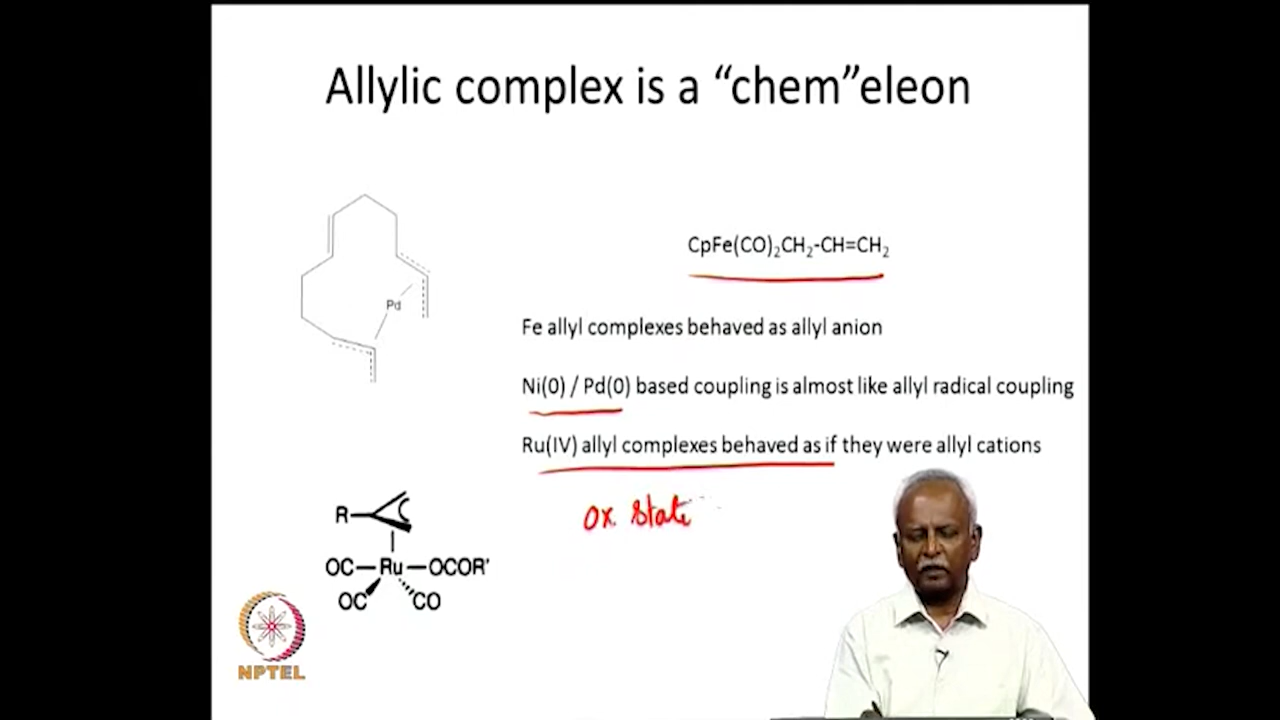 Allylic complex is a “chem”eleon
CpFe(CO)₂CH₂-CH=CH₂
Pd
Fe allyl complexes behaved as allyl anion
Ni(0) / Pd(0) based coupling is almost like allyl radical coupling
Ru(IV) allyl complexes behaved as if they were allyl cations
Ox. State
R
OC Ru OCOR'
OC CO
NPTEL